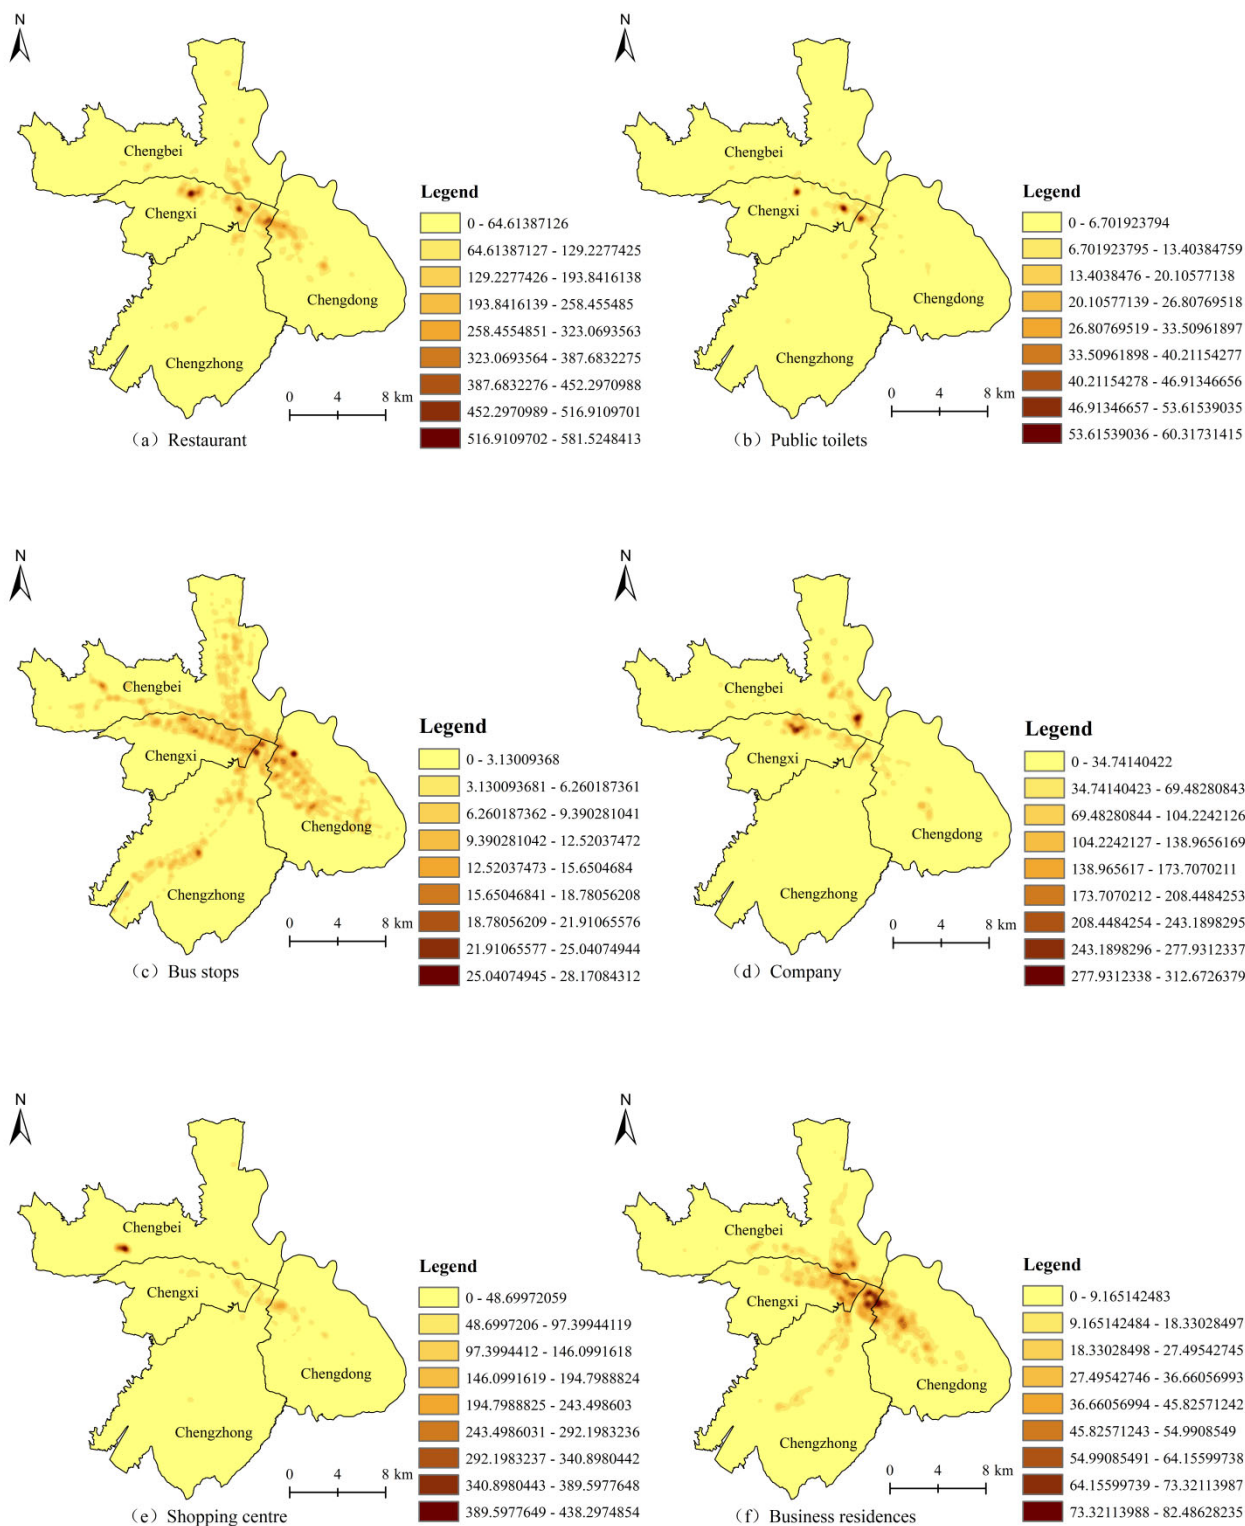 N
Chengbei
Chengxi
Chengdong
Chengzhong
0 4 8 km
Legend
0 - 64.61387126
64.61387127 - 129.2277425
129.2277426 - 193.8416138
193.8416139 - 258.455485
258.4554851 - 323.0693563
323.0693564 - 387.6832275
387.6832276 - 452.2970988
452.2970989 - 516.9109701
516.9109702 - 581.5248413
（a）Restaurant
N
Chengbei
Chengxi
Chengdong
Chengzhong
0 4 8 km
Legend
0 - 6.701923794
6.701923795 - 13.40384759
13.4038476 - 20.10577138
20.10577139 - 26.80769518
26.80769519 - 33.50961897
33.50961898 - 40.21154277
40.21154278 - 46.91346656
46.91346657 - 53.61539035
53.61539036 - 60.31731415
（b）Public toilets
N
Chengbei
Chengxi
Chengdong
Chengzhong
0 4 8 km
Legend
0 - 3.13009368
3.130093681 - 6.260187361
6.260187362 - 9.390281041
9.390281042 - 12.52037472
12.52037473 - 15.6504684
15.65046841 - 18.78056208
18.78056209 - 21.91065576
21.91065577 - 25.04074944
25.04074945 - 28.17084312
（c）Bus stops
N
Chengbei
Chengxi
Chengdong
Chengzhong
0 4 8 km
Legend
0 - 34.74140422
34.74140423 - 69.48280843
69.48280844 - 104.2242126
104.2242127 - 138.9656169
138.965617 - 173.7070211
173.7070212 - 208.4484253
208.4484254 - 243.1898295
243.1898296 - 277.9312337
277.9312338 - 312.6726379
（d）Company
N
Chengbei
Chengxi
Chengdong
Chengzhong
0 4 8 km
Legend
0 - 48.69972059
48.6997206 - 97.39944119
97.3994412 - 146.0991618
146.0991619 - 194.7988824
194.7988825 - 243.498603
243.4986031 - 292.1983236
292.1983237 - 340.8980442
340.8980443 - 389.5977648
389.5977649 - 438.2974854
（e）Shopping centre
N
Chengbei
Chengxi
Chengdong
Chengzhong
0 4 8 km
Legend
0 - 9.165142483
9.165142484 - 18.33028497
18.33028498 - 27.49542745
27.49542746 - 36.66056993
36.66056994 - 45.82571242
45.82571243 - 54.9908549
54.99085491 - 64.15599738
64.15599739 - 73.32113987
73.32113988 - 82.48628235
（f）Business residences